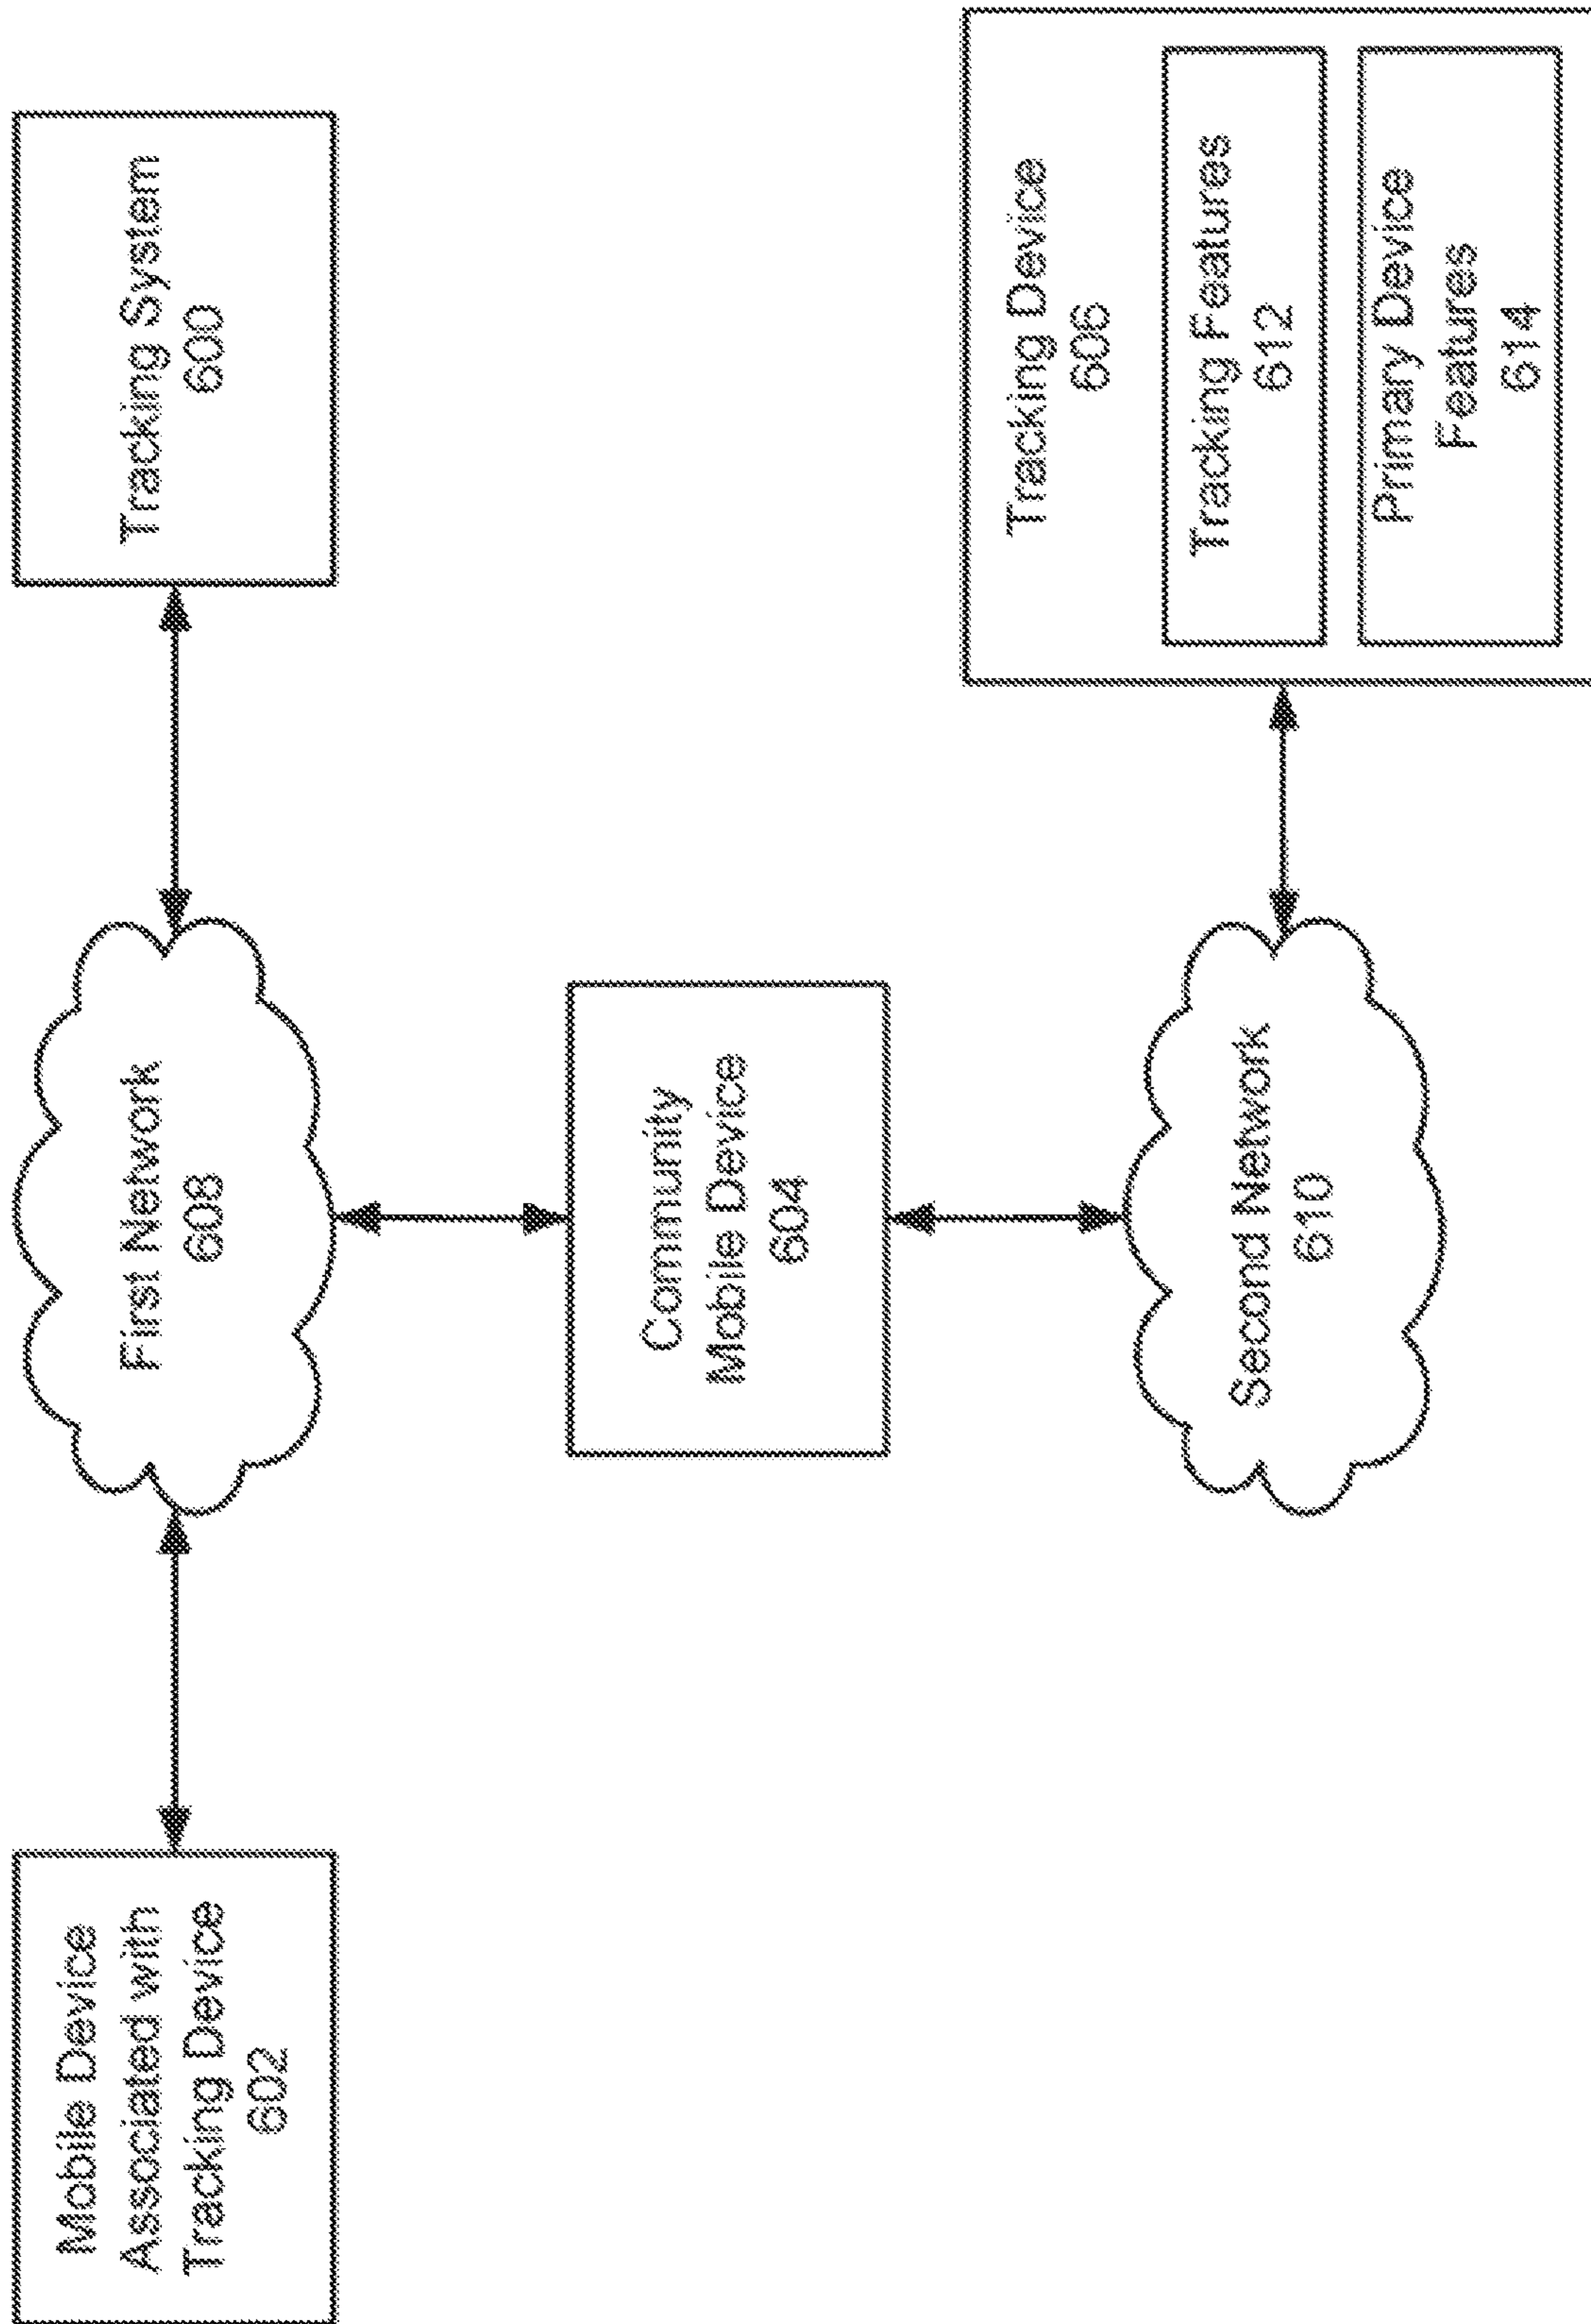 Mobile Device
Associated with
Tracking Device
602
First Network
608
Tracking System
600
Community
Mobile Device
604
Second Network
610
Tracking Device
606
Tracking Features
612
Primary Device
Features
614